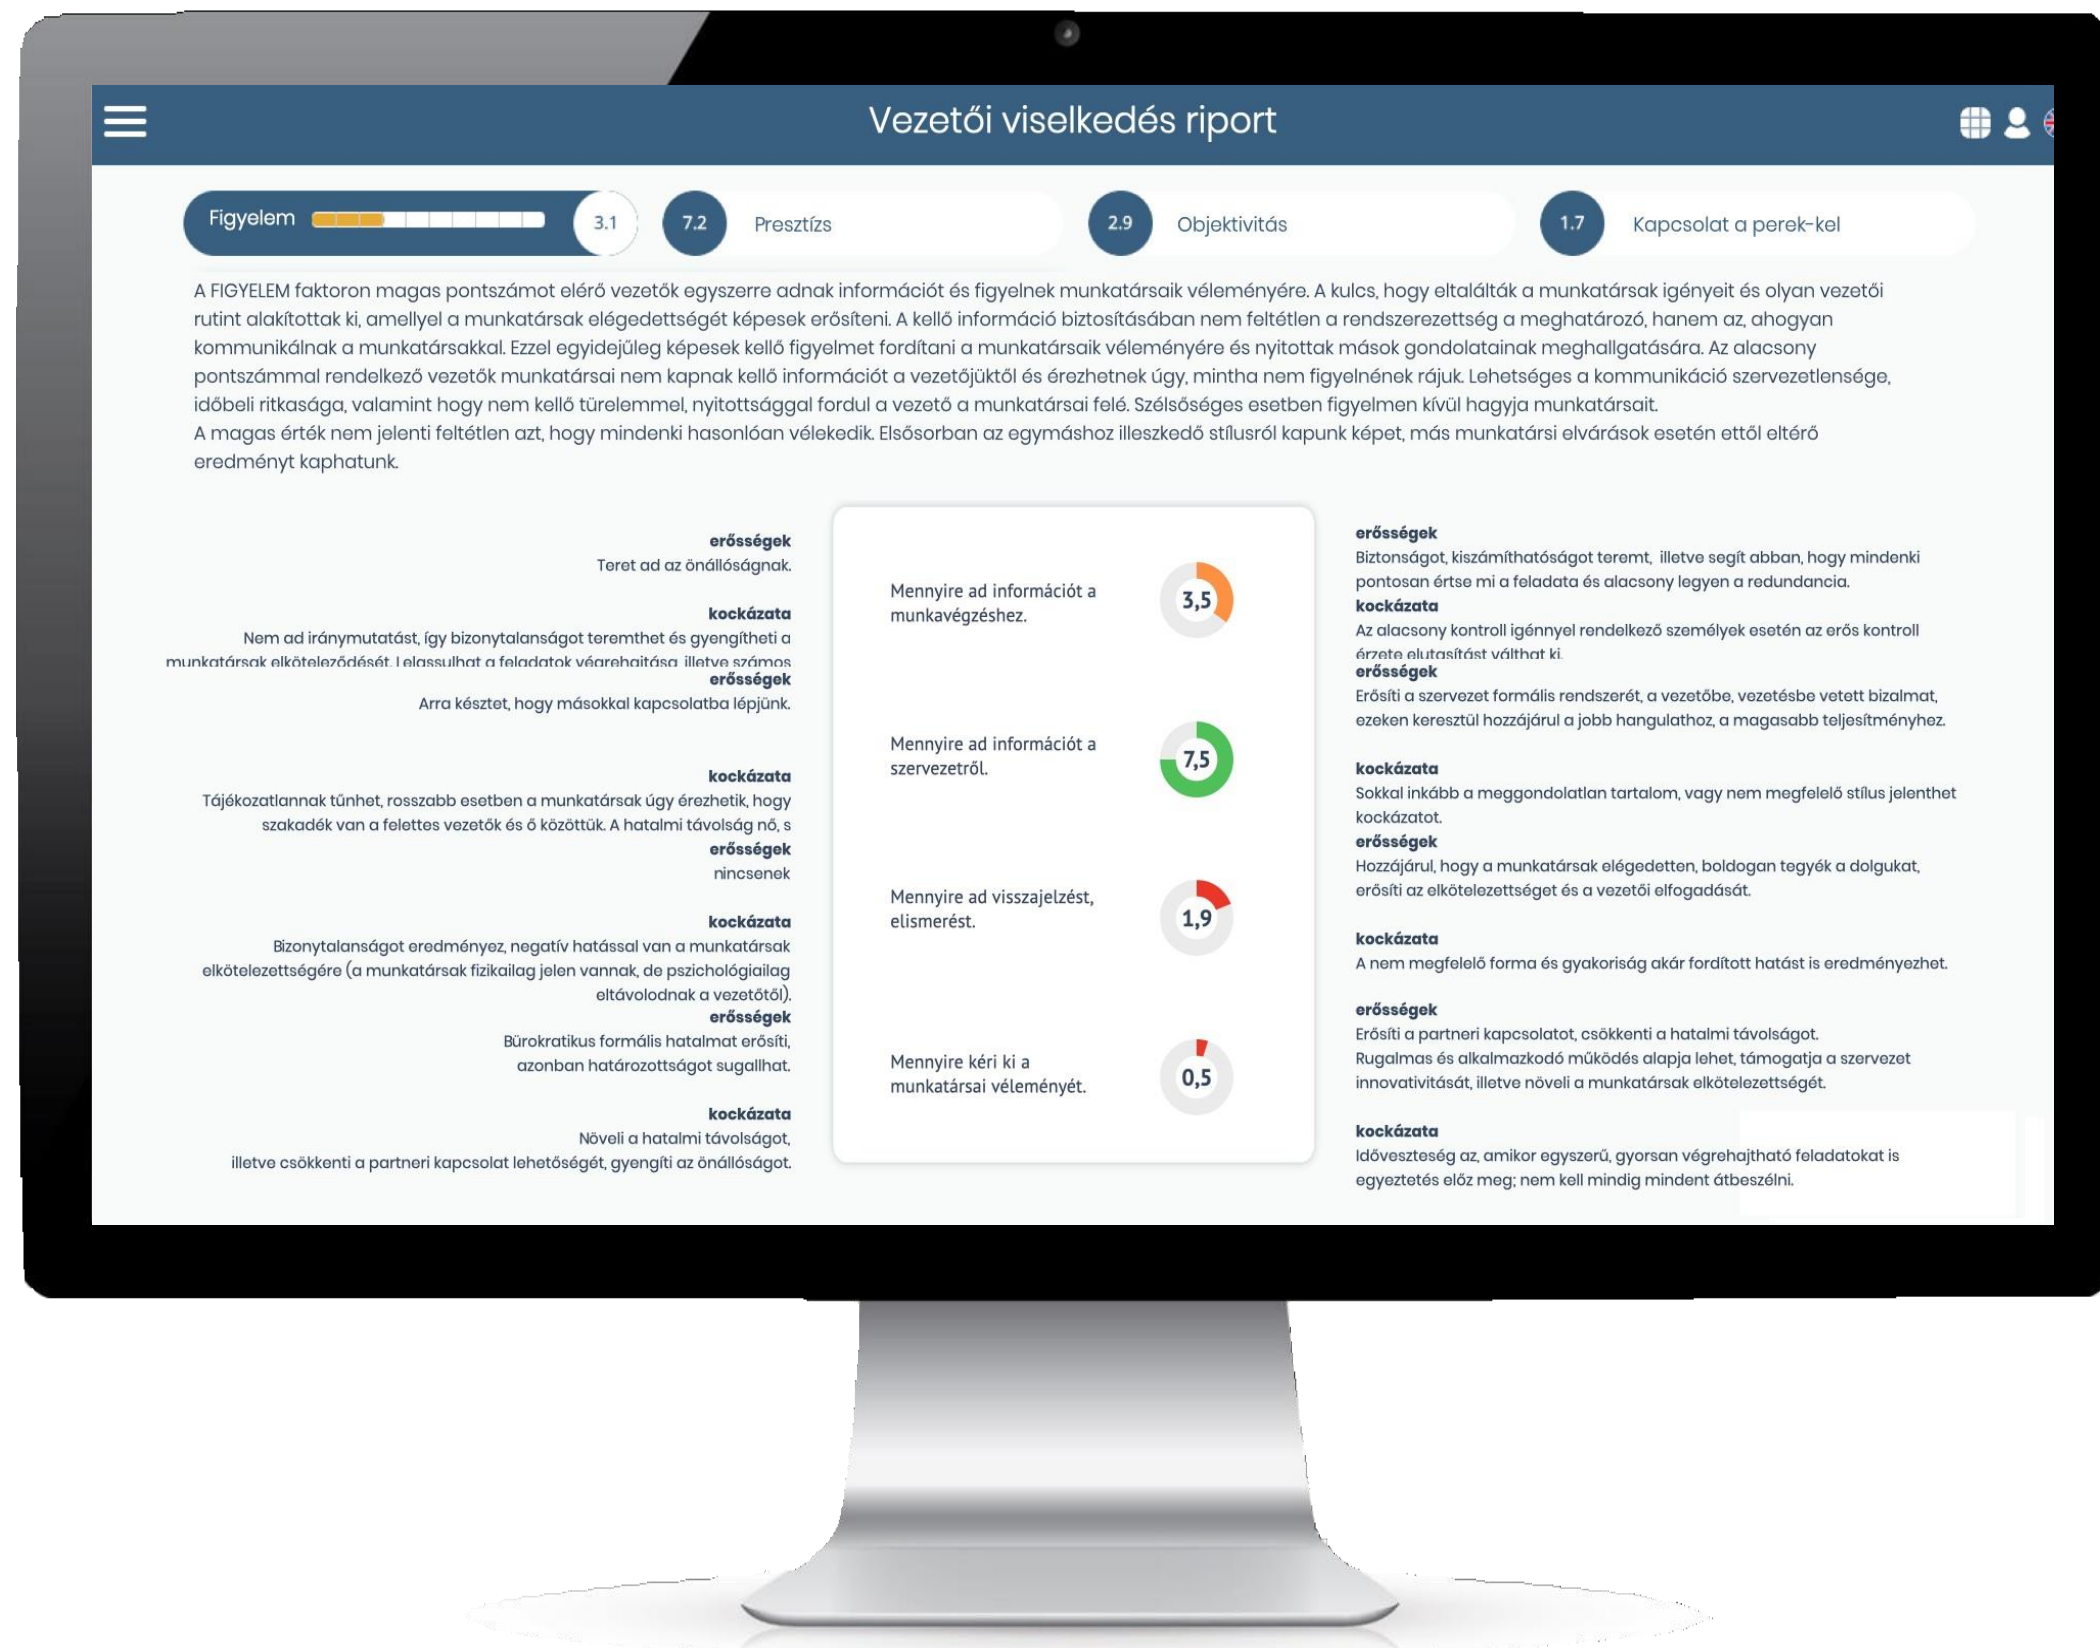 Vezetői viselkedés riport
Figyelem
3.1
7.2
Presztízs
2.9
Objektivitás
1.7
Kapcsolat a perek-kel
A FIGYELEM faktoron magas pontszámot elérő vezetők egyszerre adnak információt és figyelnek munkatársaik véleményére. A kulcs, hogy eltalálták a munkatársak igényeit és olyan vezetői
rutint alakítottak ki, amellyel a munkatársak elégedettségét képesek erősíteni. A kellő információ biztosításában nem feltétlen a rendszerezettség a meghatározó, hanem az, ahogyan
kommunikálnak a munkatársakkal. Ezzel egyidejűleg képesek kellő figyelmet fordítani a munkatársaik véleményére és nyitottak mások gondolatainak meghallgatására. Az alacsony
pontszámmal rendelkező vezetők munkatársai nem kapnak kellő információt a vezetőjüktől és érezhetnek úgy, mintha nem figyelnének rájuk. Lehetséges a kommunikáció szervezetlensége,
időbeli ritkasága, valamint hogy nem kellő türelemmel, nyitottsággal fordul a vezető a munkatársai felé. Szélsőséges esetben figyelmen kívül hagyja munkatársait.
A magas érték nem jelenti feltétlen azt, hogy mindenki hasonlóan vélekedik. Elsősorban az egymáshoz illeszkedő stílusról kapunk képet, más munkatársi elvárások esetén ettől eltérő
eredményt kaphatunk.
erősségek
Teret ad az önállóságnak.
kockázata
Nem ad iránymutatást, így bizonytalanságot teremthet és gyengítheti a
munkatársak elköteleződését. Lelassulhat a feladatok végrehajtása, illetve számos
erősségek
Arra késztet, hogy másokkal kapcsolatba lépjünk.
kockázata
Tájékozatlannak tűnhet, rosszabb esetben a munkatársak úgy érezhetik, hogy
szakadék van a felettes vezetők és ő közöttük. A hatalmi távolság nő, s
erősségek
nincsenek
kockázata
Bizonytalanságot eredményez, negatív hatással van a munkatársak
elkötelezettségére (a munkatársak fizikailag jelen vannak, de pszichológiailag
eltávolodnak a vezetőtől).
erősségek
Bürokratikus formális hatalmat erősíti,
azonban határozottságot sugallhat.
kockázata
Növeli a hatalmi távolságot,
illetve csökkenti a partneri kapcsolat lehetőségét, gyengíti az önállóságot.
Mennyire ad információt a
munkavégzéshez.
3,5
Mennyire ad információt a
szervezetről.
7,5
Mennyire ad visszajelzést,
elismerést.
1,9
Mennyire kéri ki a
munkatársai véleményét.
0,5
erősségek
Biztonságot, kiszámíthatóságot teremt, illetve segít abban, hogy mindenki
pontosan értse mi a feladata és alacsony legyen a redundancia.
kockázata
Az alacsony kontroll igénnyel rendelkező személyek esetén az erős kontroll
érzete elutasítást válthat ki.
erősségek
Erősíti a szervezet formális rendszerét, a vezetőbe, vezetésbe vetett bizalmat,
ezeken keresztül hozzájárul a jobb hangulathoz, a magasabb teljesítményhez.
kockázata
Sokkal inkább a meggondolatlan tartalom, vagy nem megfelelő stílus jelenthet
kockázatot.
erősségek
Hozzájárul, hogy a munkatársak elégedetten, boldogan tegyék a dolgukat,
erősíti az elkötelezettséget és a vezetői elfogadását.
kockázata
A nem megfelelő forma és gyakoriság akár fordított hatást is eredményezhet.
erősségek
Erősíti a partneri kapcsolatot, csökkenti a hatalmi távolságot.
Rugalmas és alkalmazkodó működés alapja lehet, támogatja a szervezet
innovativitását, illetve növeli a munkatársak elkötelezettségét.
kockázata
Időveszteség az, amikor egyszerű, gyorsan végrehajtható feladatokat is
egyeztetés előz meg; nem kell mindig mindent átbeszélni.